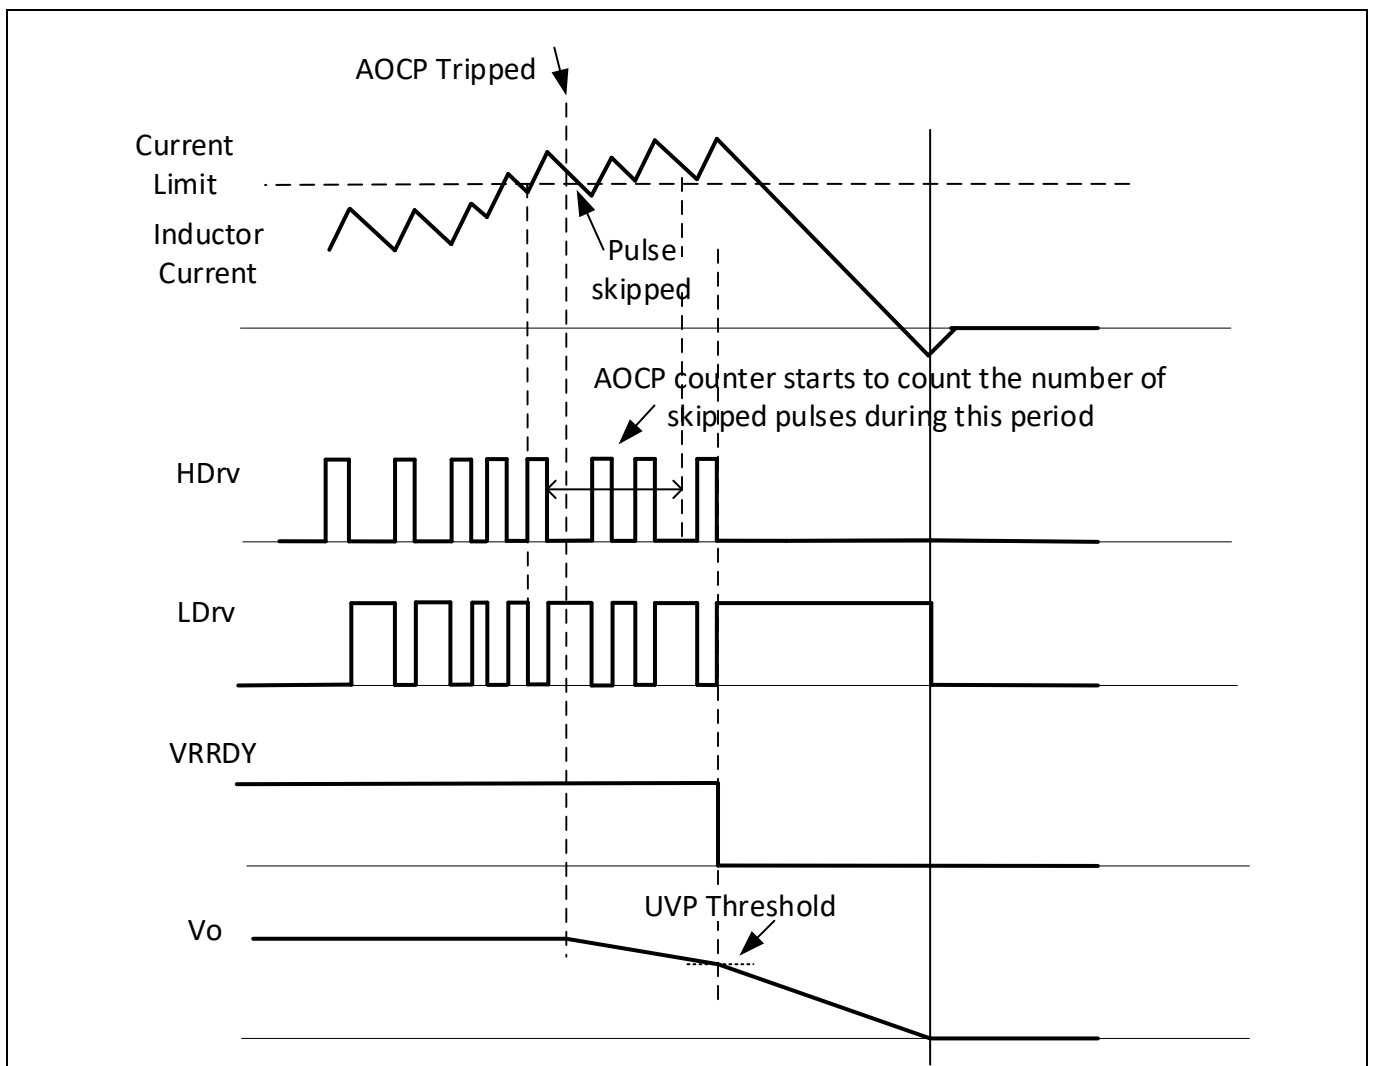 AOCP Tripped
Current
Limit
Inductor
Current
Pulse
skipped
AOCP counter starts to count the number of
skipped pulses during this period
HDrv
LDrv
VRRDY
UVP Threshold
Vo